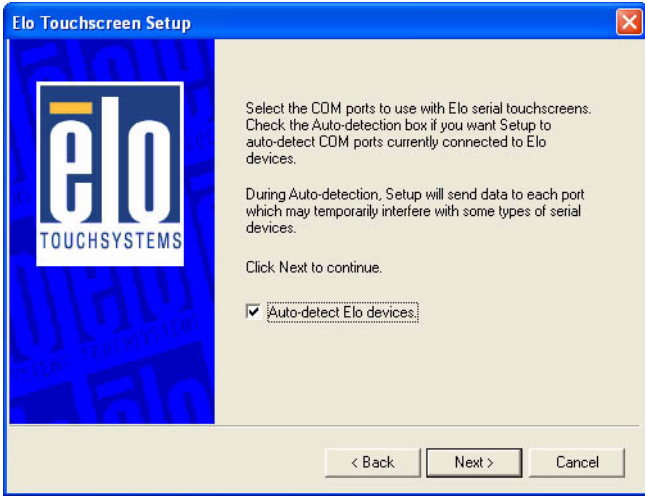 Elo Touchscreen Setup
Select the COM ports to use with Elo serial touchscreens.
Check the Auto-detection box if you want Setup to
auto-detect COM ports currently connected to Elo
devices.
During Auto-detection, Setup will send data to each port
which may temporarily interfere with some types of serial
devices.
Click Next to continue.
Auto-detect Elo devices.
ēlo
TOUCHSYSTEMS
< Back
Next >
Cancel